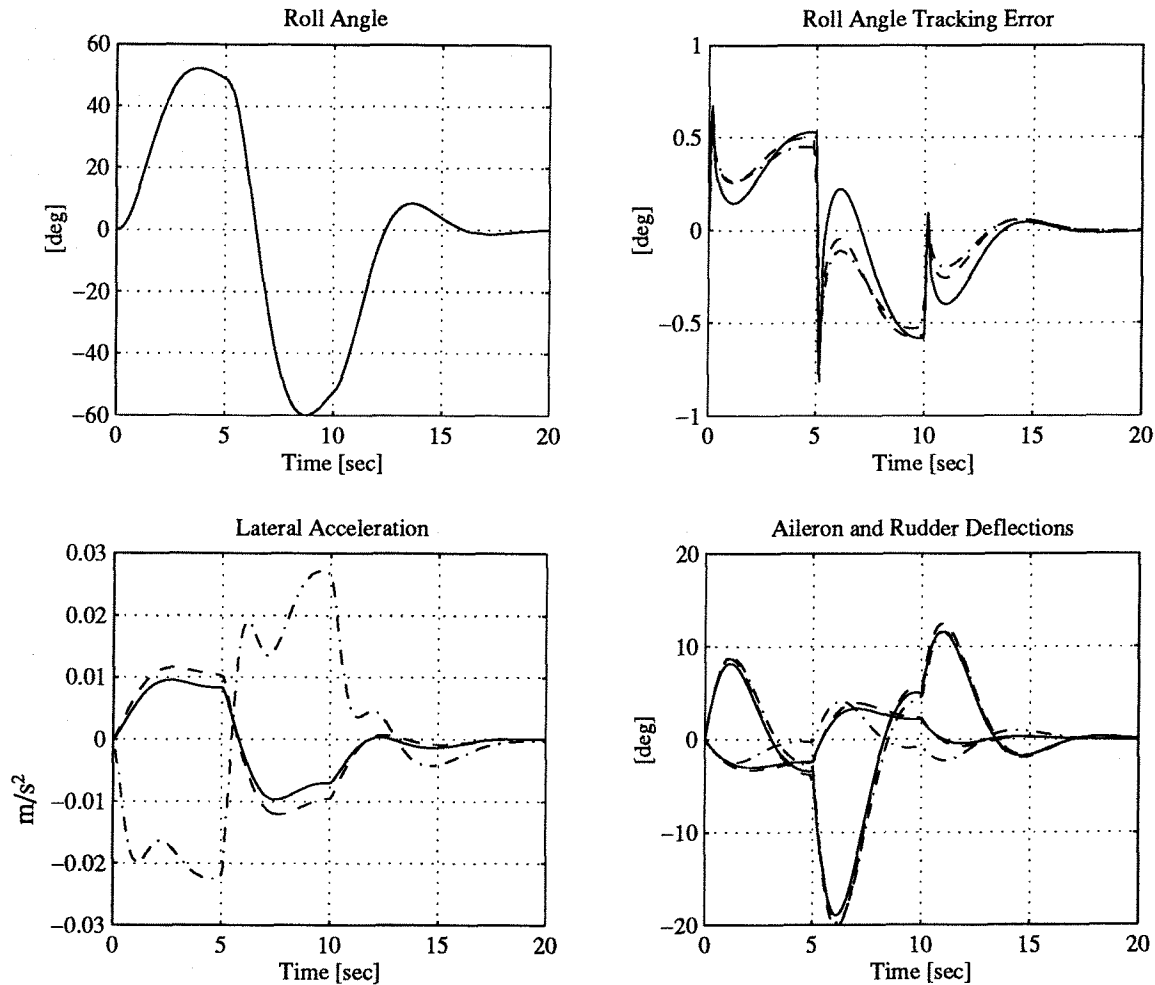 Roll Angle
60
40
20
0
−20
−40
−60
[deg]
0 5 10 15 20
Time [sec]
Roll Angle Tracking Error
1
0.5
0
−0.5
−1
0 5 10 15 20
Time [sec]
Lateral Acceleration
0.03
0.02
0.01
0
−0.01
−0.02
−0.03
m/s²
0 5 10 15 20
Time [sec]
Aileron and Rudder Deflections
20
10
0
−10
−20
[deg]
0 5 10 15 20
Time [sec]